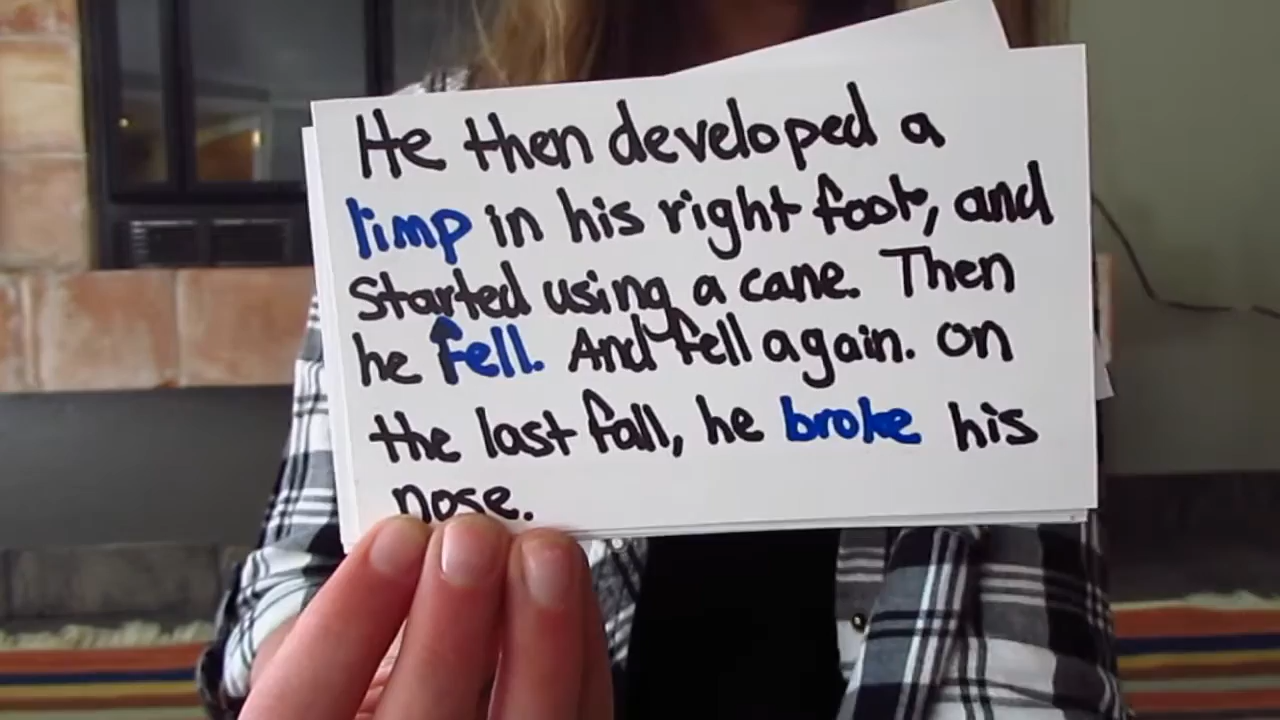 He then developed a
limp in his right foot, and
Started using a cane. Then
he fell. And fell again. on
the last fall, he broke his
nose.